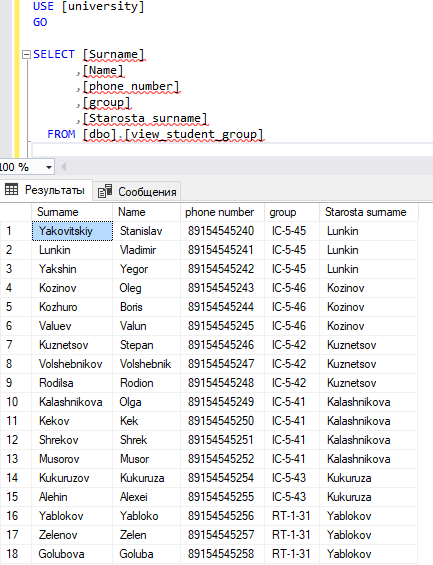 USE [university]
GO
SELECT [Surname]
,[Name]
,[phone number]
,[group]
,[Starosta surname]
FROM [dbo].[view_student_group]
100 %
Результаты Сообщения
Surname Name phone number group Starosta surname
1 Yakovitskiy Stanislav 89154545240 IC-5-45 Lunkin
2 Lunkin Vladimir 89154545241 IC-5-45 Lunkin
3 Yakshin Yegor 89154545242 IC-5-45 Lunkin
4 Kozinov Oleg 89154545243 IC-5-46 Kozinov
5 Kozhuro Boris 89154545244 IC-5-46 Kozinov
6 Valuev Valun 89154545245 IC-5-46 Kozinov
7 Kuznetsov Stepan 89154545246 IC-5-42 Kuznetsov
8 Volshebnikov Volshebnik 89154545247 IC-5-42 Kuznetsov
9 Rodilsa Rodion 89154545248 IC-5-42 Kuznetsov
10 Kalashnikova Olga 89154545249 IC-5-41 Kalashnikova
11 Kekov Kek 89154545250 IC-5-41 Kalashnikova
12 Shrekov Shrek 89154545251 IC-5-41 Kalashnikova
13 Musorov Musor 89154545252 IC-5-41 Kalashnikova
14 Kukuruzov Kukuruza 89154545254 IC-5-43 Kukuruza
15 Alehin Alexei 89154545255 IC-5-43 Kukuruza
16 Yablokov Yabloko 89154545256 RT-1-31 Yablokov
17 Zelenov Zelen 89154545257 RT-1-31 Yablokov
18 Golubova Goluba 89154545258 RT-1-31 Yablokov